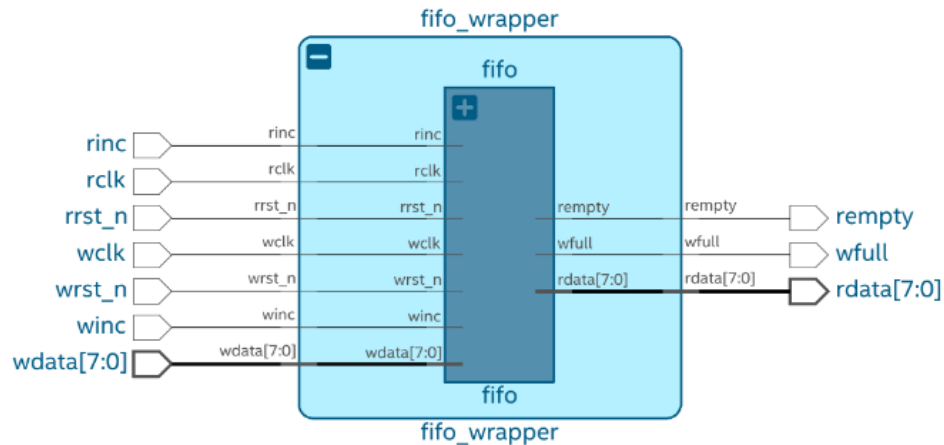 fifo_wrapper
fifo
rinc rinc rinc
rclk rclk rclk
rrst_n rrst_n rrst_n rempty rempty rempty
wclk wclk wclk wfull wfull wfull
wrst_n wrst_n wrst_n rdata[7:0] rdata[7:0] rdata[7:0]
winc winc winc
wdata[7:0] wdata[7:0] wdata[7:0]
fifo
fifo_wrapper